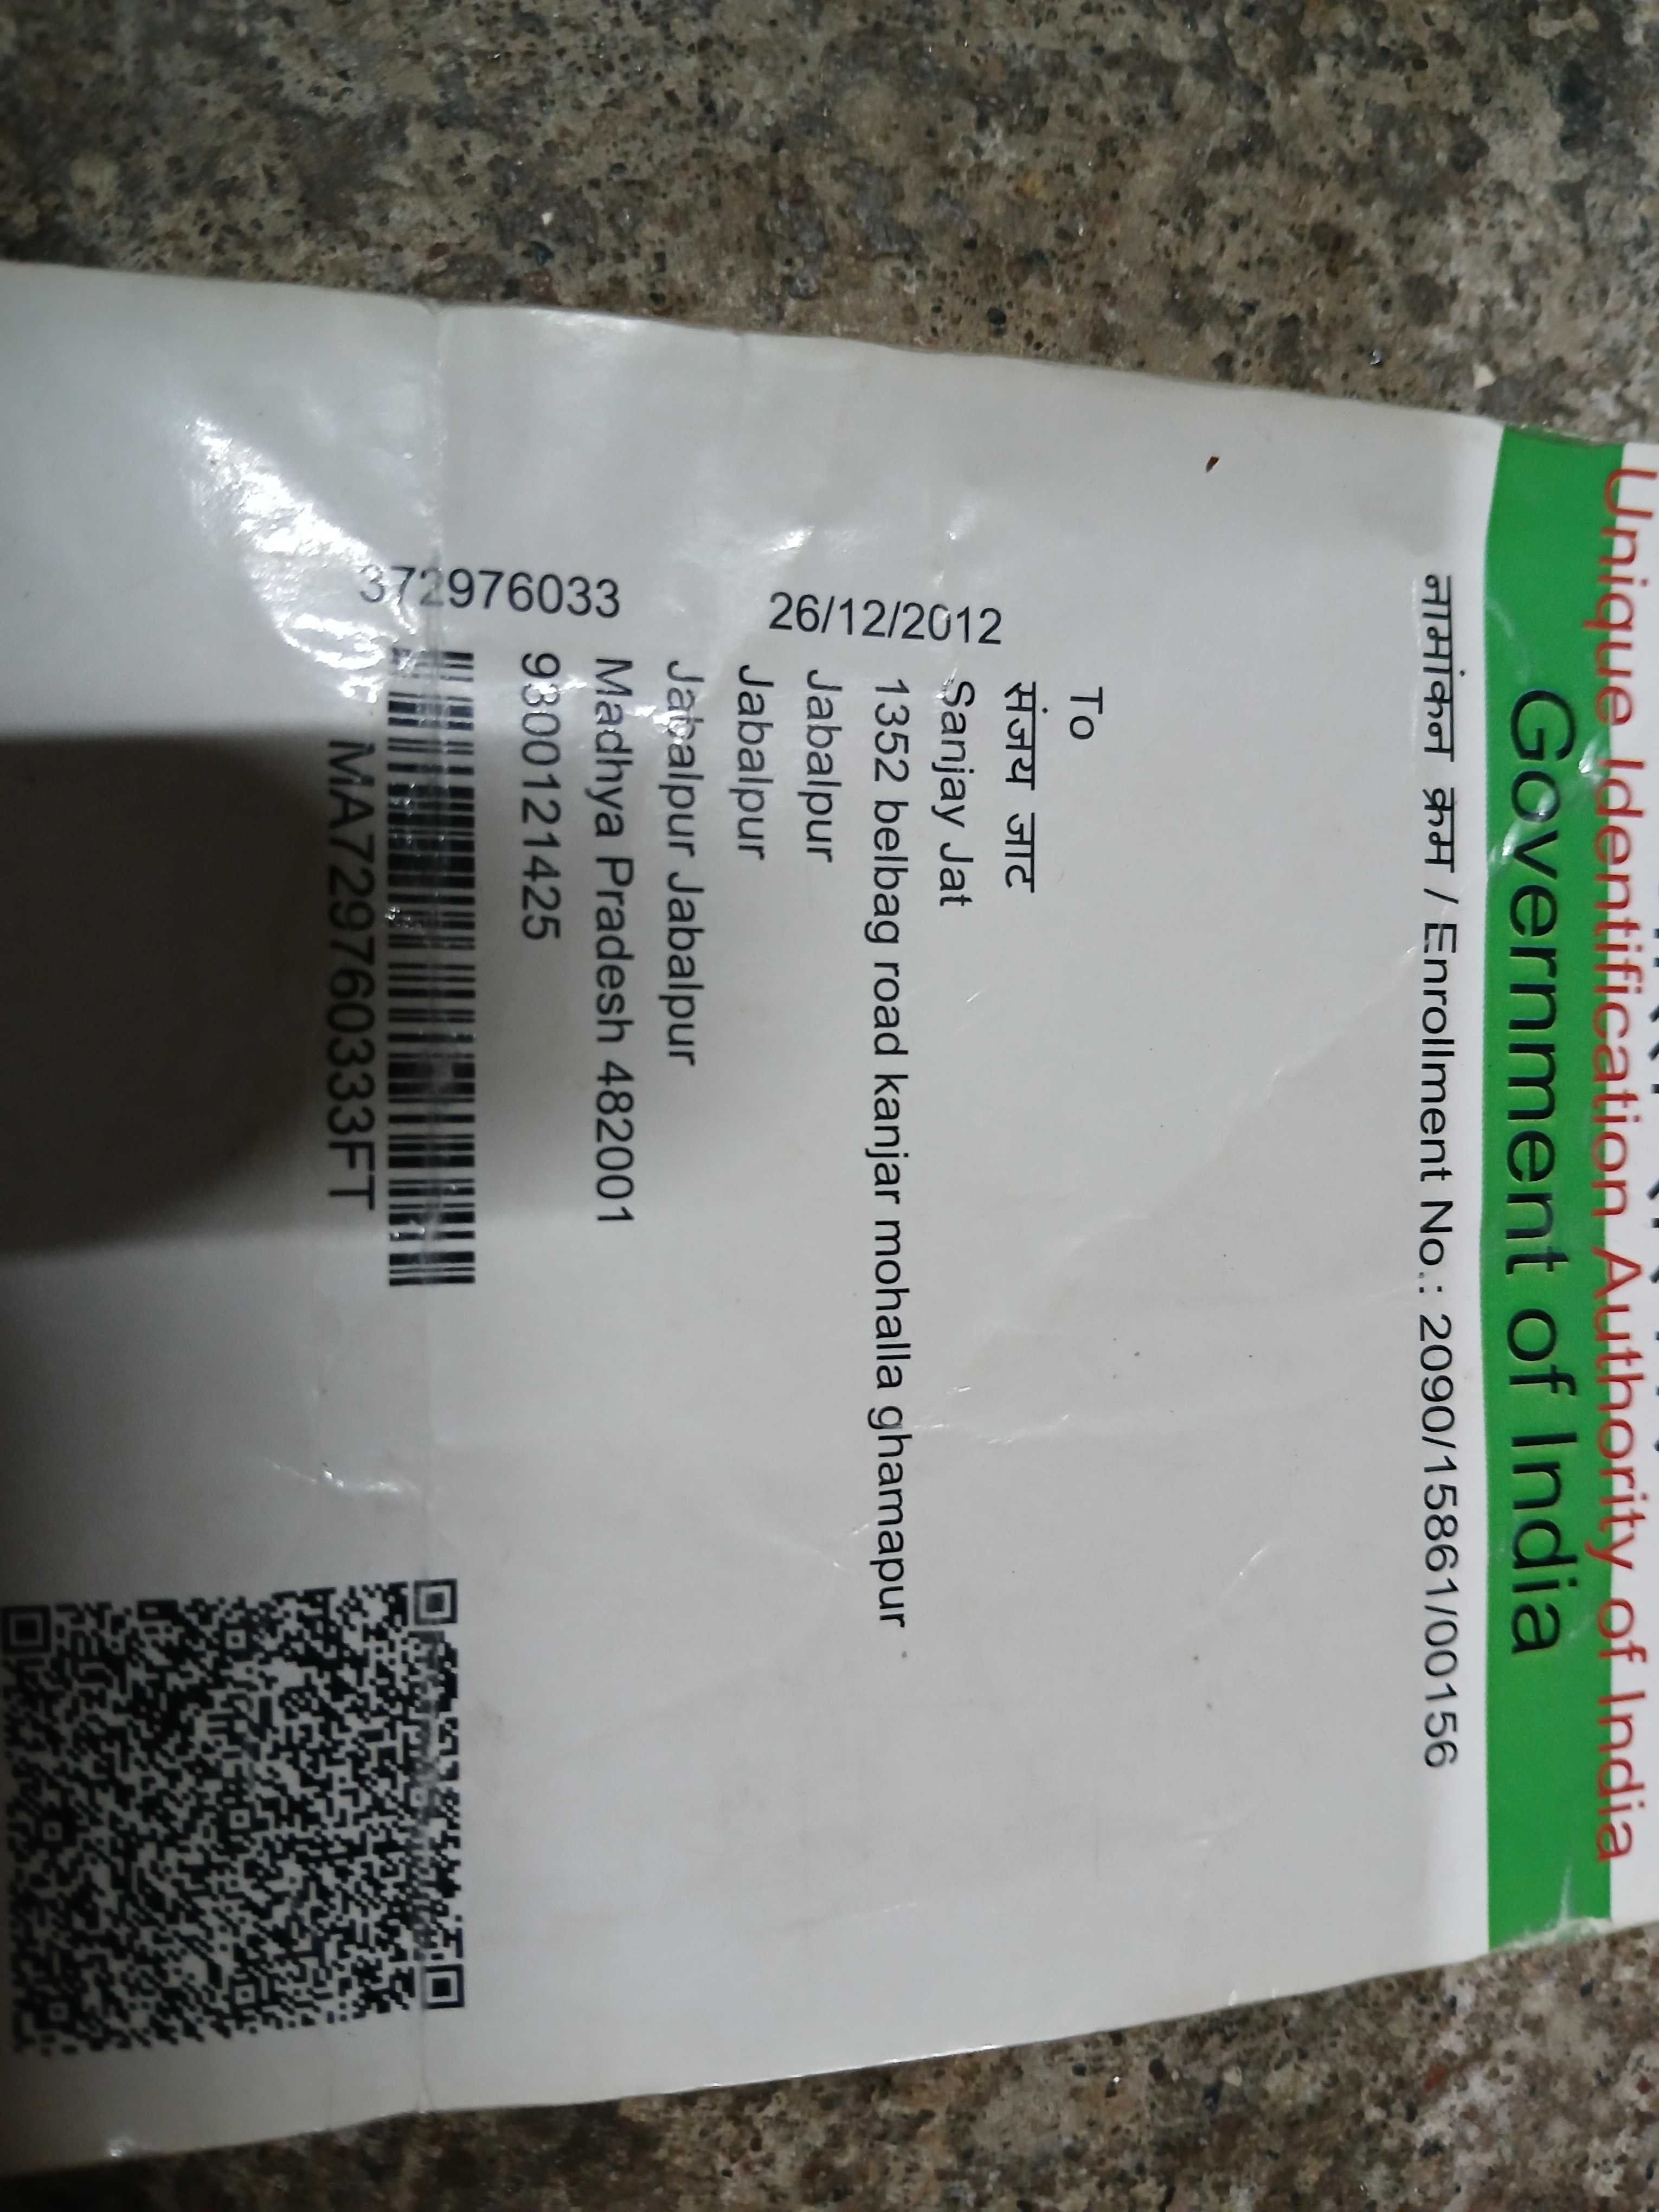 Unique Identification Authority of India
Government of India
नामांकन क्रम / Enrollment No.: 2090/15861/00156
To
संजय जाट
Sanjay Jat
1352 belbag road kanjar mohalla ghamapur
Jabalpur
Jabalpur
Jabalpur Jabalpur
Madhya Pradesh 482001
9300121425
26/12/2012
372976033
MA729760333FT